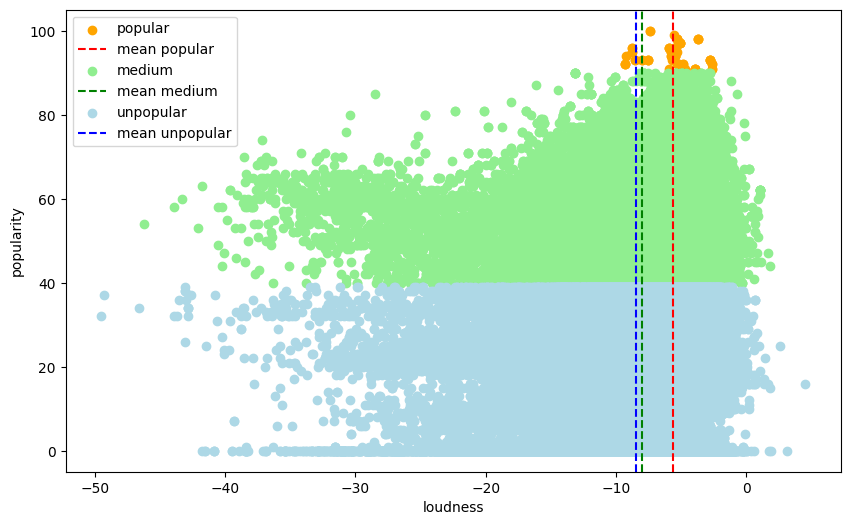 popular
mean popular
medium
mean medium
unpopular
mean unpopular
100
80
60
40
20
0
popularity
−50
−40
−30
−20
−10
0
loudness